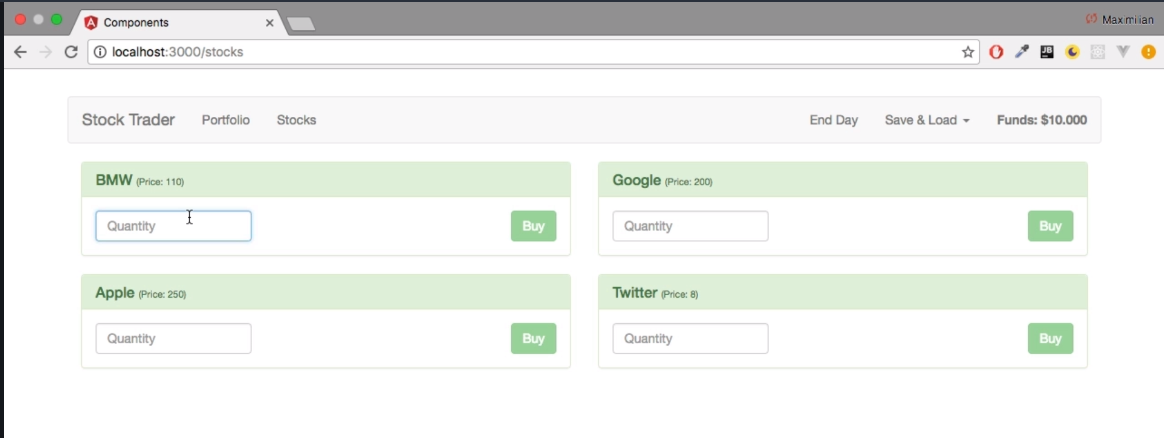 Components
Maximilian
localhost:3000/stocks
JB
Stock Trader Portfolio Stocks End Day Save & Load Funds: $10.000
BMW (Price: 110) Google (Price: 200)
Quantity Buy Quantity Buy
Apple (Price: 250) Twitter (Price: 8)
Quantity Buy Quantity Buy